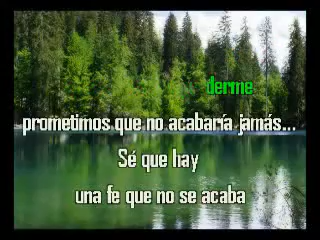 derme
prometimos que no acabaría jamás...
Sé que hay
una fe que no se acaba